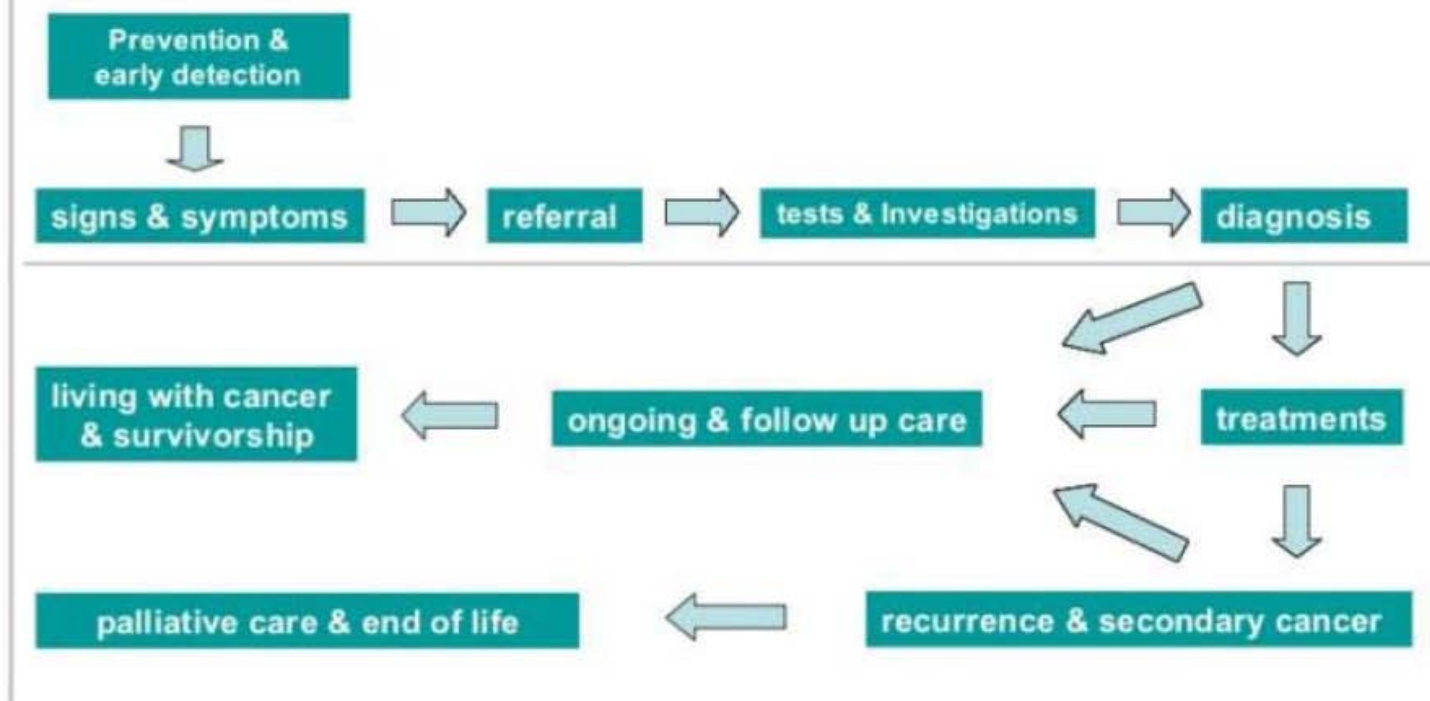 Prevention &
early detection
signs & symptoms
referral
tests & Investigations
diagnosis
living with cancer
& survivorship
ongoing & follow up care
treatments
palliative care & end of life
recurrence & secondary cancer